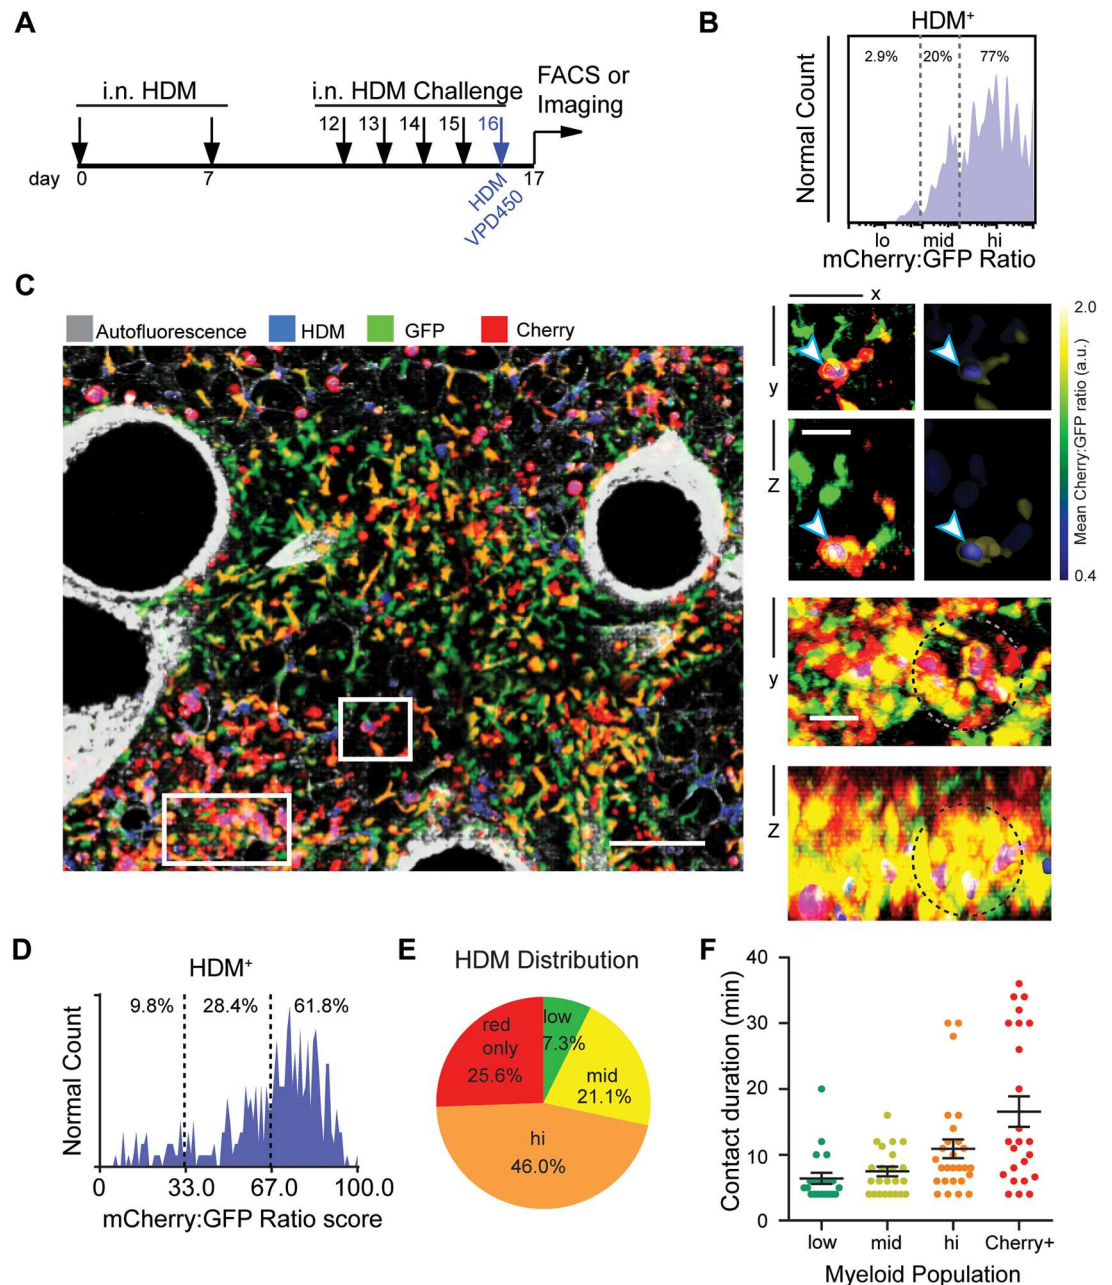 A
i.n. HDM
i.n. HDM Challenge
FACS or
Imaging
12 13 14 15 16
day 0 7 17
HDM
VPD450
B
HDM⁺
2.9% 20% 77%
Normal Count
lo mid hi
mCherry:GFP Ratio
C
Autofluorescence HDM GFP Cherry
x
y
Z
y
Z
2.0
Mean Cherry:GFP ratio (a.u.)
0.4
D
HDM⁺
9.8% 28.4% 61.8%
Normal Count
0 33.0 67.0 100.0
mCherry:GFP Ratio score
E
HDM Distribution
low
7.3%
mid
21.1%
hi
46.0%
red
only
25.6%
F
Contact duration (min)
40
30
20
10
0
low mid hi Cherry+
Myeloid Population